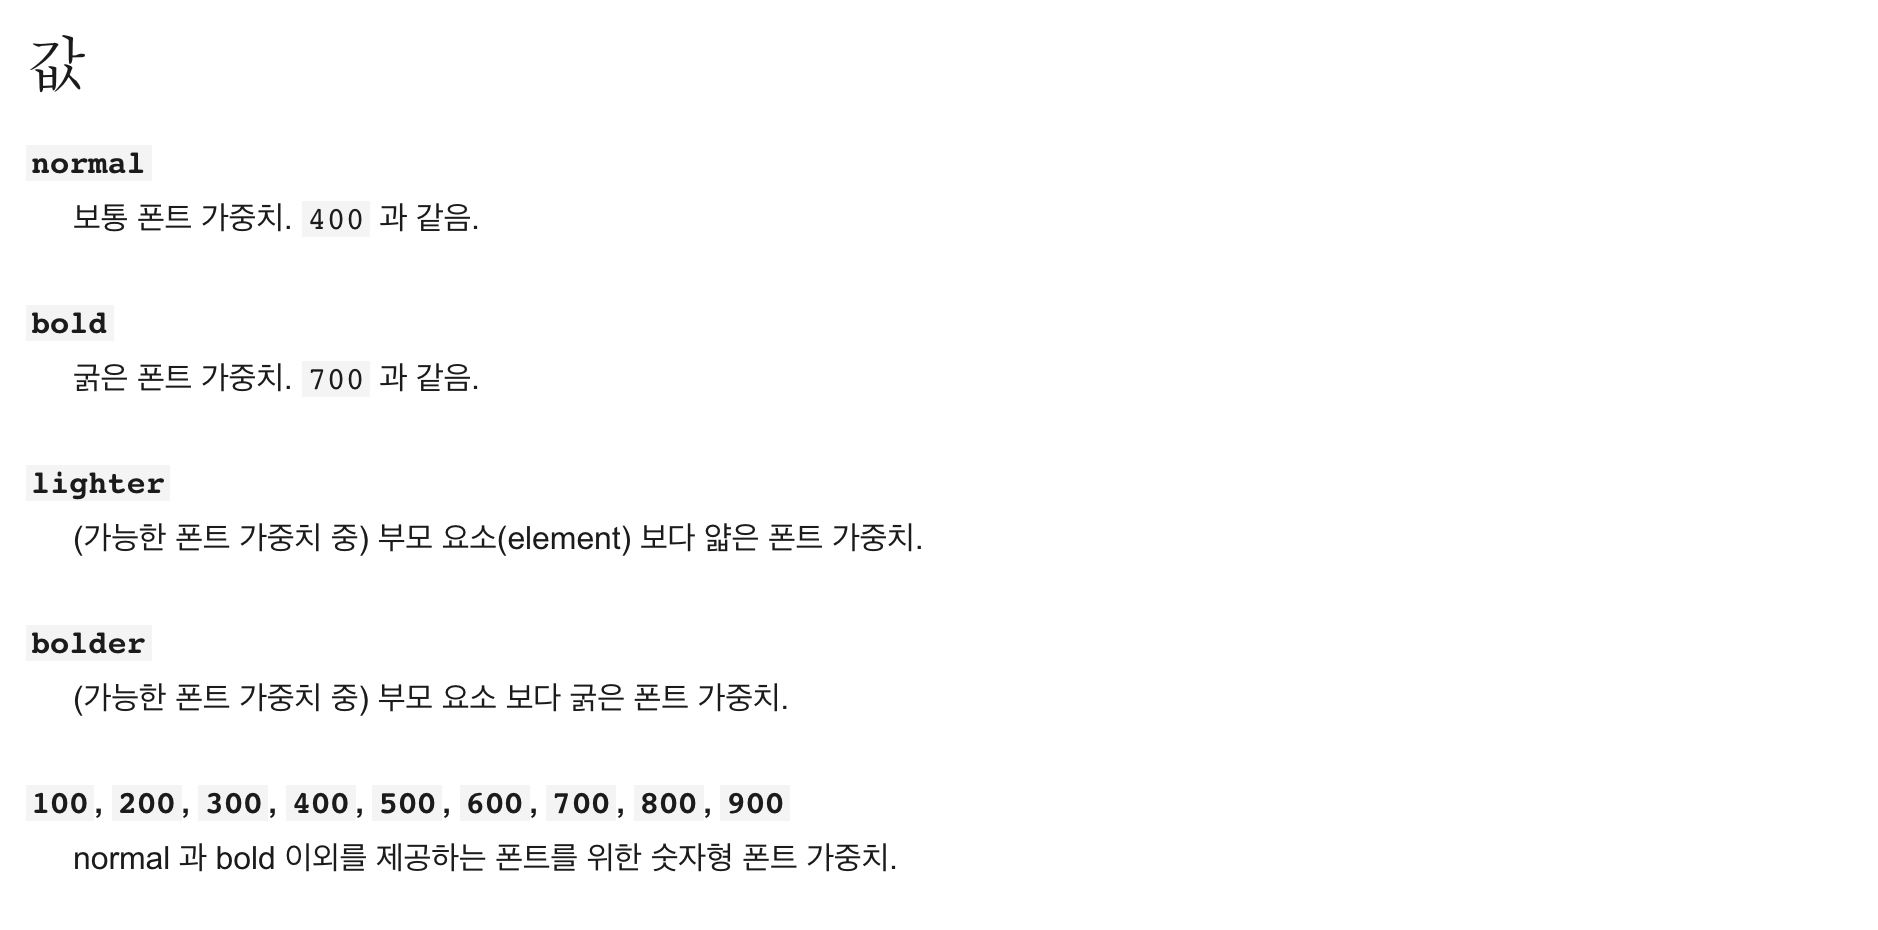 값
normal
보통 폰트 가중치. 400 과 같음.
bold
굵은 폰트 가중치. 700 과 같음.
lighter
(가능한 폰트 가중치 중) 부모 요소(element) 보다 얇은 폰트 가중치.
bolder
(가능한 폰트 가중치 중) 부모 요소 보다 굵은 폰트 가중치.
100, 200, 300, 400, 500, 600, 700, 800, 900
normal 과 bold 이외를 제공하는 폰트를 위한 숫자형 폰트 가중치.